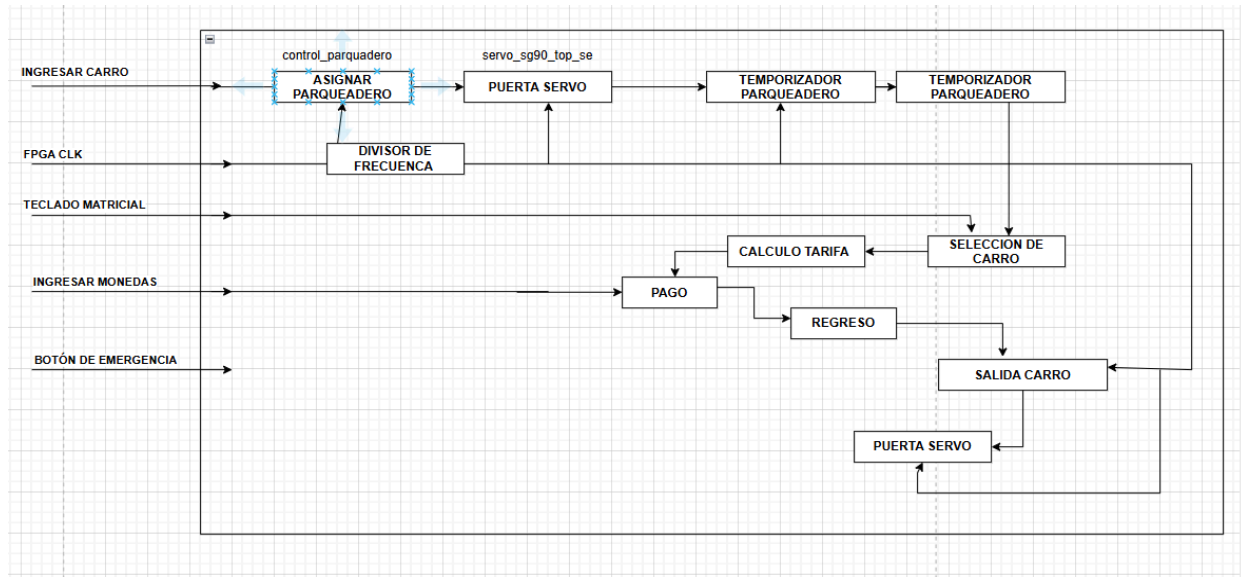 control_parquadero
servo_sg90_top_se
INGRESAR CARRO
ASIGNAR
PARQUEADERO
PUERTA SERVO
TEMPORIZADOR
PARQUEADERO
TEMPORIZADOR
PARQUEADERO
FPGA CLK
DIVISOR DE
FRECUENCA
TECLADO MATRICIAL
CALCULO TARIFA
SELECCION DE
CARRO
INGRESAR MONEDAS
PAGO
REGRESO
BOTÓN DE EMERGENCIA
SALIDA CARRO
PUERTA SERVO